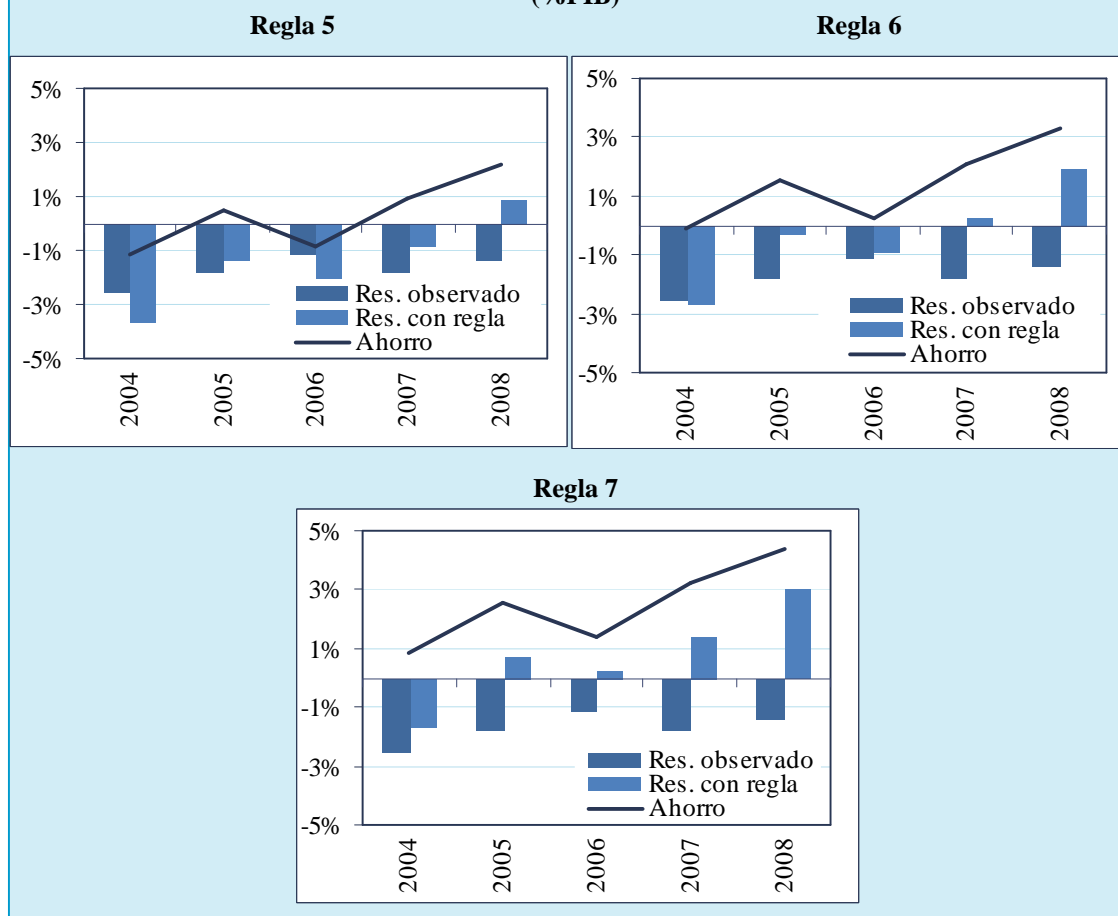 (%PIB)
Regla 5
5%
3%
1%
-1%
-3%
-5%
Res. observado
Res. con regla
Ahorro
2004
2005
2006
2007
2008
Regla 6
5%
3%
1%
-1%
-3%
-5%
Res. observado
Res. con regla
Ahorro
2004
2005
2006
2007
2008
Regla 7
5%
3%
1%
-1%
-3%
-5%
Res. observado
Res. con regla
Ahorro
2004
2005
2006
2007
2008